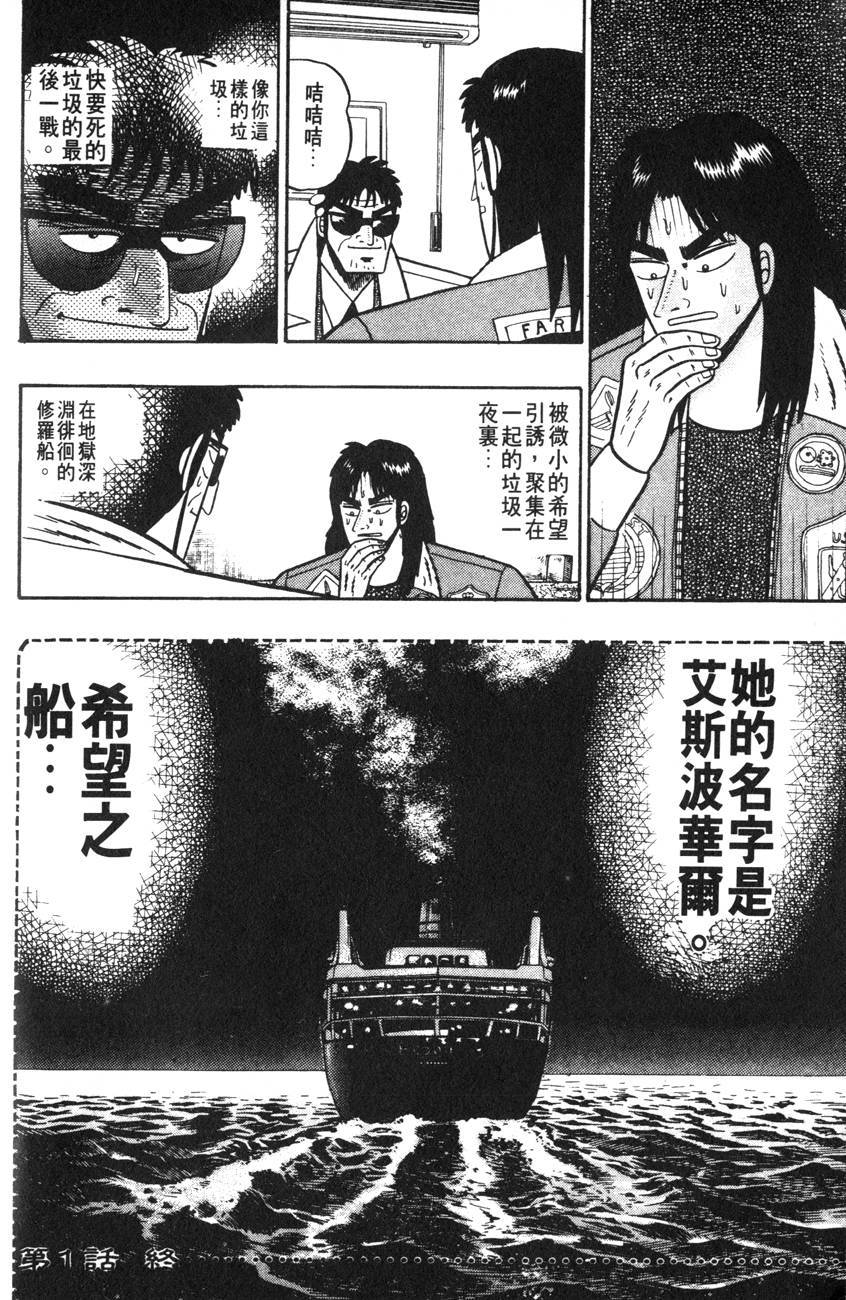 咭咭咭…
FAR
像你這
樣的垃
圾…
快要死的
垃圾的最
後一戰。
U.S
被微小的希望
引誘，聚集在
一起的垃圾一
夜裏…
在地獄深
淵徘徊的
修羅船。
她的名字是
艾斯波華爾。
希望之
船…
第1話 終